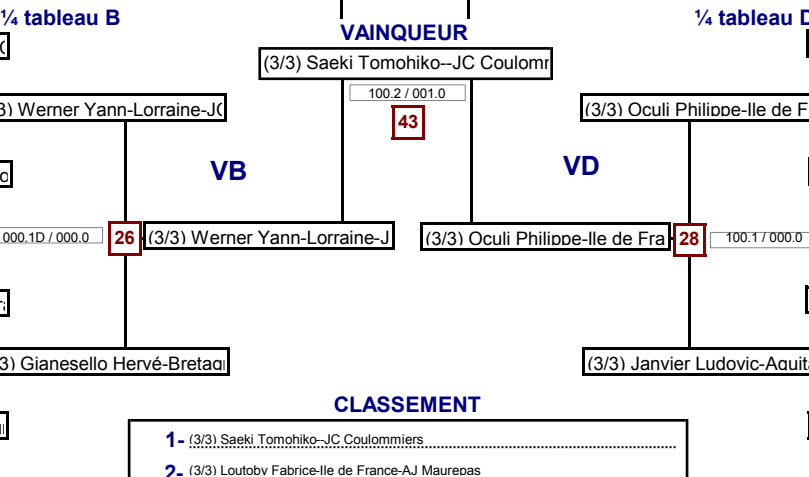 ¼ tableau B
¼ tableau D
VAINQUEUR
(3/3) Saeki Tomohiko--JC Coulomm
100.2 / 001.0
3) Werner Yann-Lorraine-JC
43
(3/3) Oculi Philippe-Ile de F
VB
VD
000.1D / 000.0
26
(3/3) Werner Yann-Lorraine-J
(3/3) Oculi Philippe-Ile de Fra
28
100.1 / 000.0
3) Gianesello Hervé-Bretag
(3/3) Janvier Ludovic-Aquit
CLASSEMENT
1- (3/3) Saeki Tomohiko--JC Coulommiers
2- (3/3) Loutoby Fabrice-Ile de France-AJ Maurepas